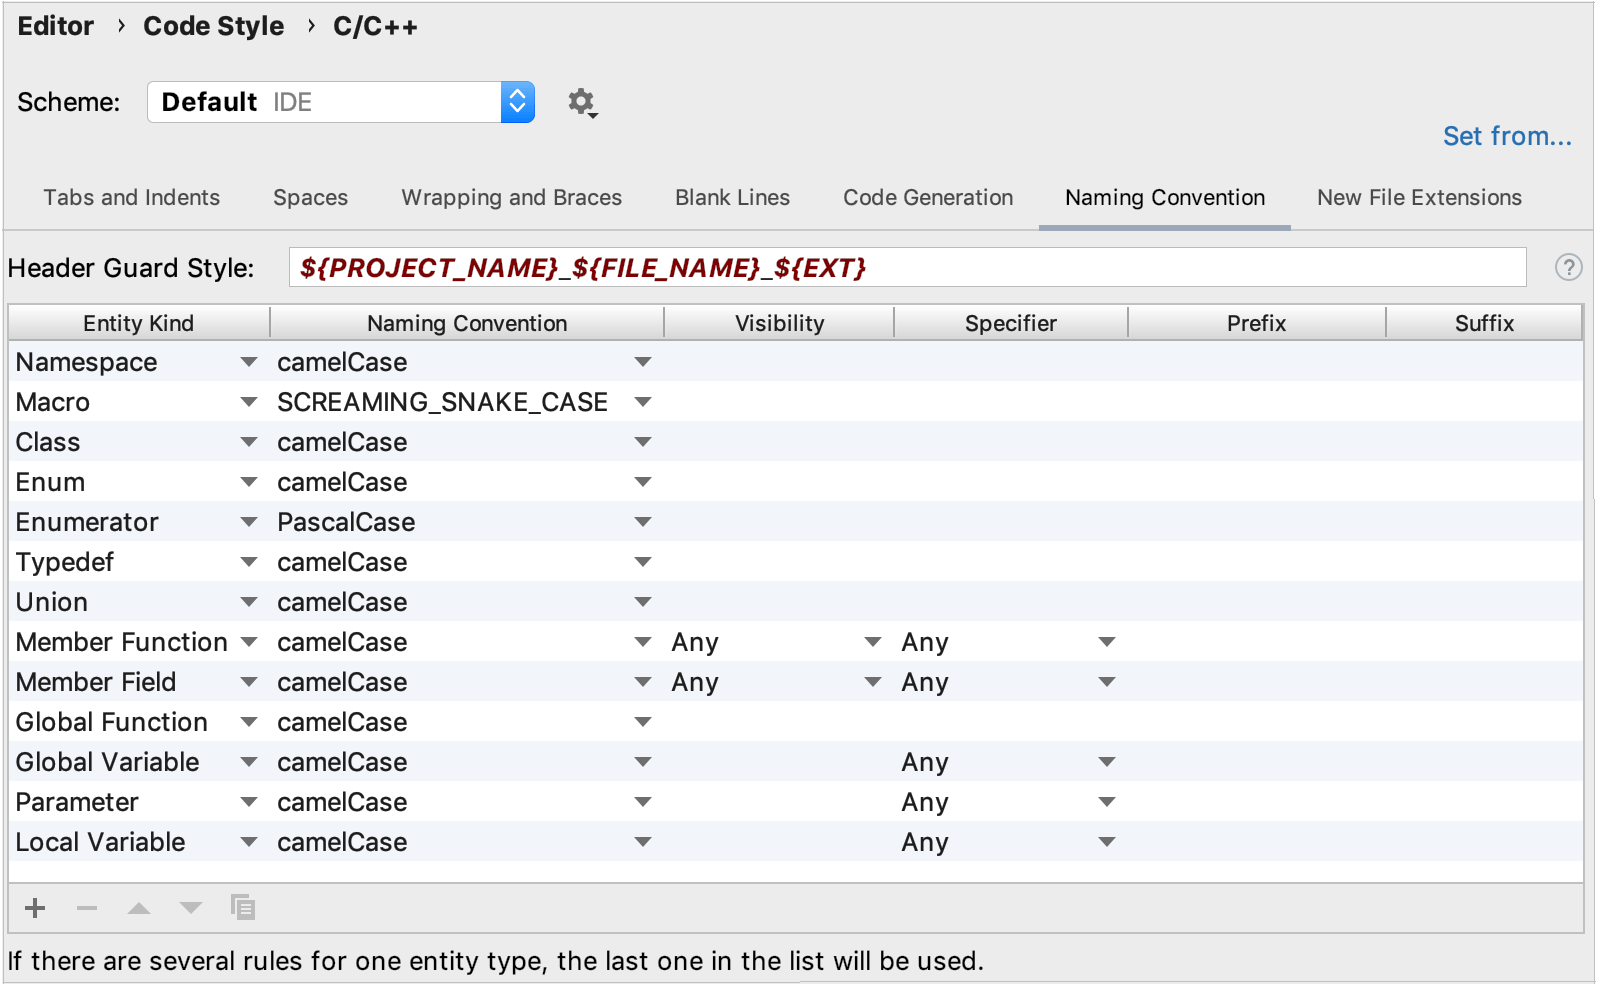 Editor › Code Style › C/C++
Scheme: Default IDE
Set from...
Tabs and Indents Spaces Wrapping and Braces Blank Lines Code Generation Naming Convention New File Extensions
Header Guard Style: ${PROJECT_NAME}_${FILE_NAME}_${EXT} ?
Entity Kind Naming Convention Visibility Specifier Prefix Suffix
Namespace camelCase
Macro SCREAMING_SNAKE_CASE
Class camelCase
Enum camelCase
Enumerator PascalCase
Typedef camelCase
Union camelCase
Member Function camelCase Any Any
Member Field camelCase Any Any
Global Function camelCase
Global Variable camelCase Any
Parameter camelCase Any
Local Variable camelCase Any
If there are several rules for one entity type, the last one in the list will be used.